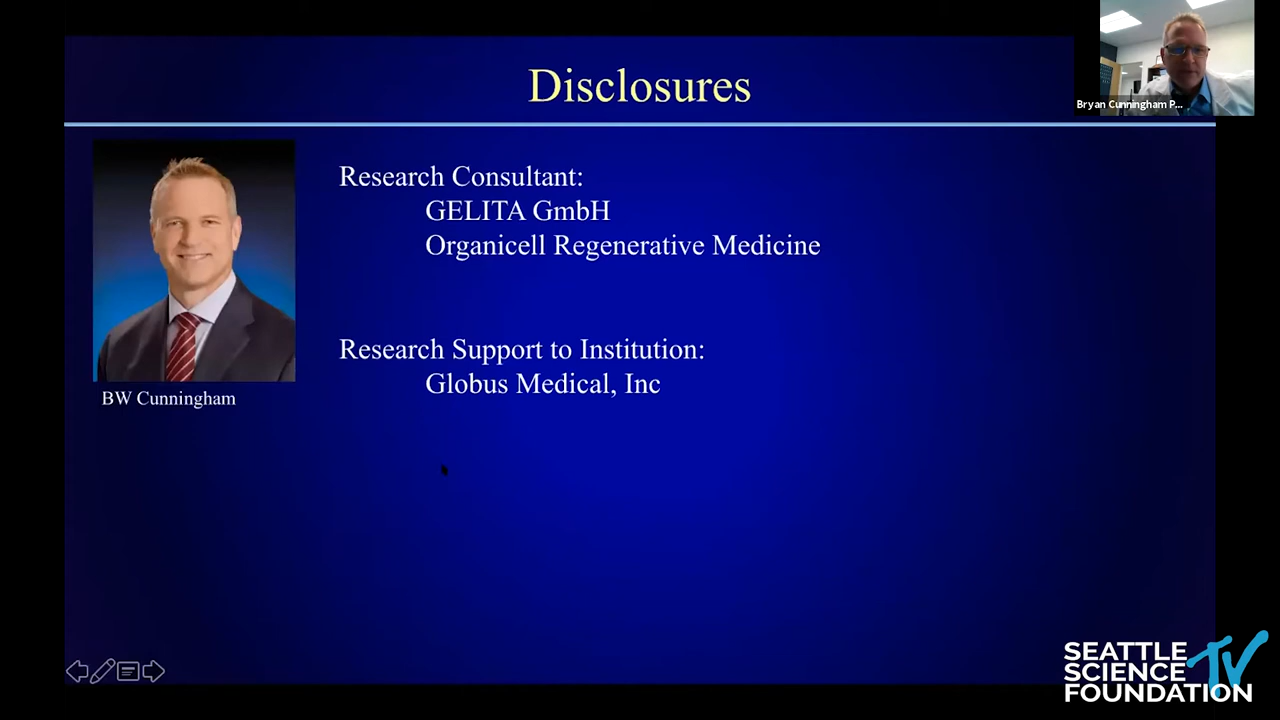 Disclosures
Bryan Cunningham P...
Research Consultant:
GELITA GmbH
Organicell Regenerative Medicine
Research Support to Institution:
Globus Medical, Inc
BW Cunningham
SEATTLE
SCIENCE TV
FOUNDATION